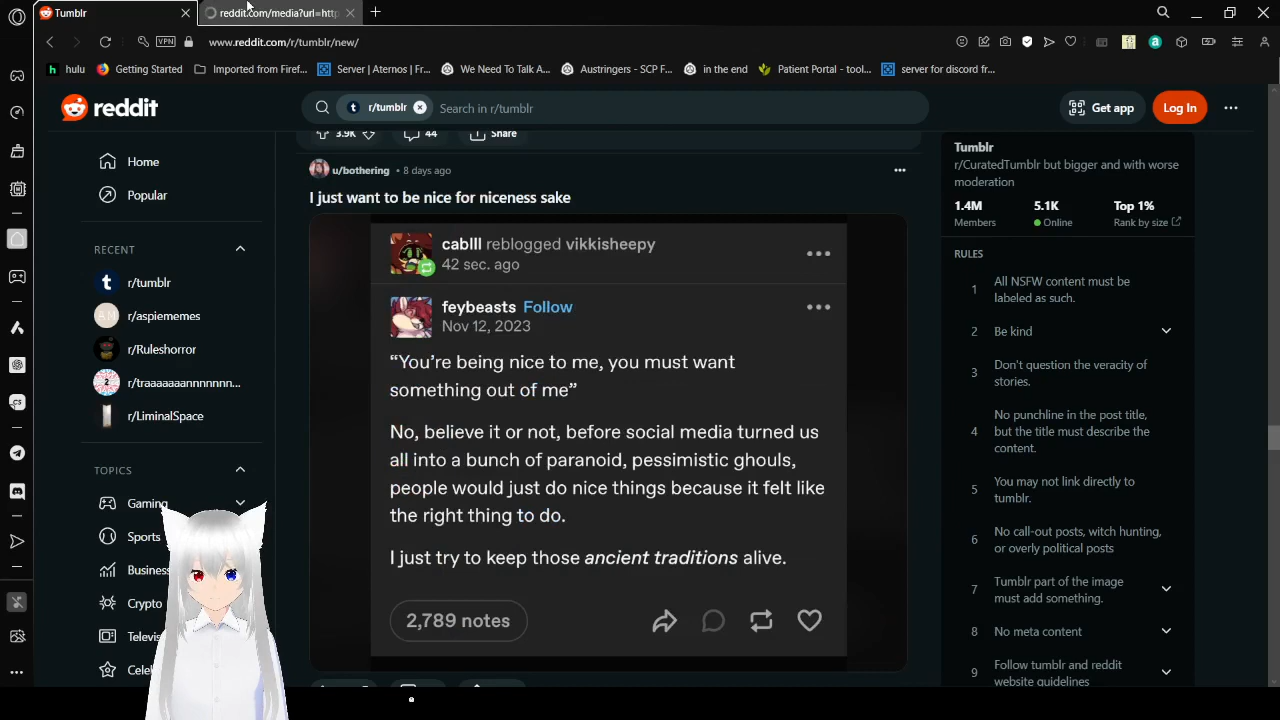 Tumblr
reddit.com/media?url=http
VPN
www.reddit.com/r/tumblr/new/
hulu
Getting Started
Imported from Firef...
Server | Aternos | Fr...
We Need To Talk A...
Austringers - SCP F...
in the end
Patient Portal - tool...
server for discord fr...
reddit
r/tumblr
Search in r/tumblr
Get app
Log In
Home
Popular
RECENT
r/tumblr
AM
r/aspiememes
r/Ruleshorror
r/traaaaaaannnnnnn...
r/LiminalSpace
TOPICS
Gaming
Sports
Business
Crypto
Televis
Celeb
3.9K
44
Share
u/bothering • 8 days ago
I just want to be nice for niceness sake
cablll reblogged vikkisheepy
42 sec. ago
feybeasts Follow
Nov 12, 2023
“You’re being nice to me, you must want
something out of me”
No, believe it or not, before social media turned us
all into a bunch of paranoid, pessimistic ghouls,
people would just do nice things because it felt like
the right thing to do.
I just try to keep those ancient traditions alive.
2,789 notes
Tumblr
r/CuratedTumblr but bigger and with worse
moderation
1.4M
5.1K
Top 1%
Members
Online
Rank by size
RULES
1
All NSFW content must be
labeled as such.
2
Be kind
3
Don't question the veracity of
stories.
4
No punchline in the post title,
but the title must describe the
content.
5
You may not link directly to
tumblr.
6
No call-out posts, witch hunting,
or overly political posts
7
Tumblr part of the image
must add something.
8
No meta content
9
Follow tumblr and reddit
website guidelines